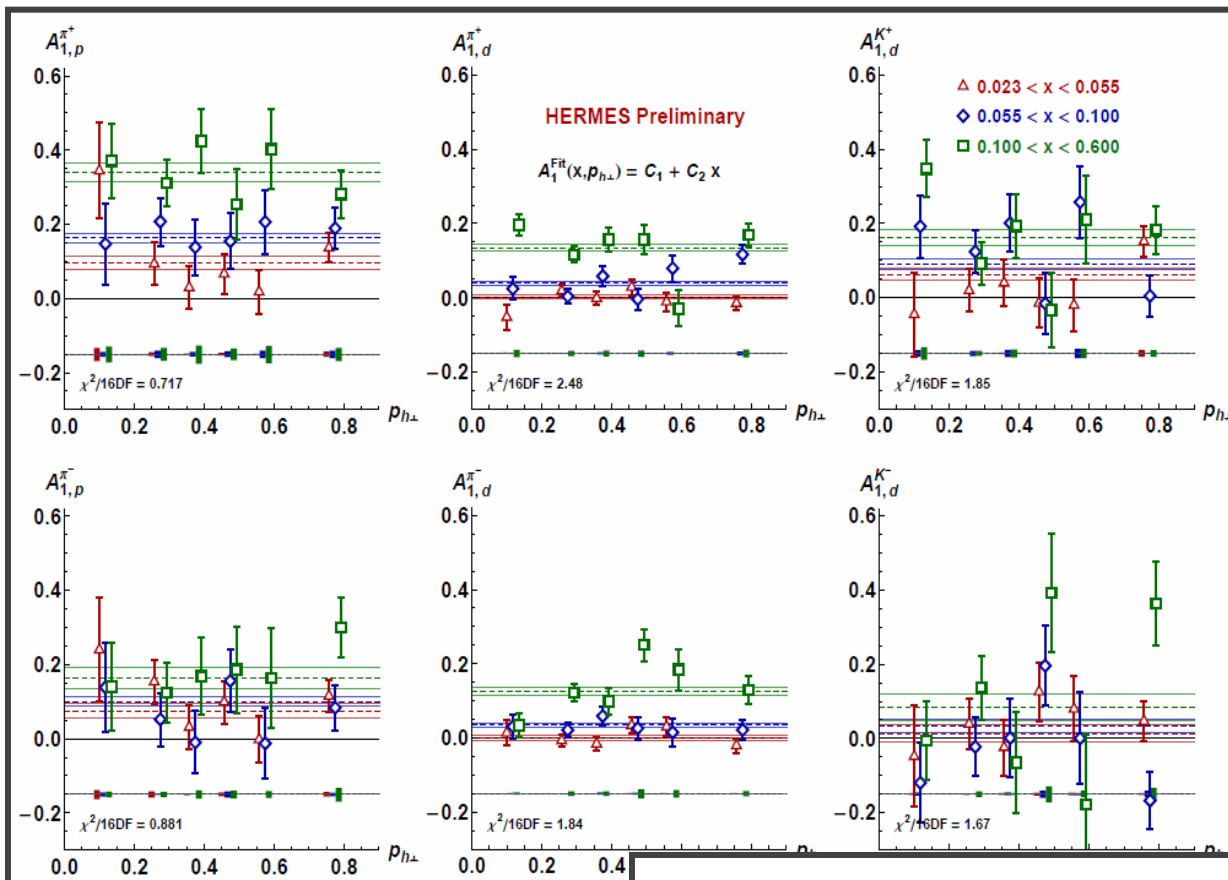 A_{1,p}^{π+}
0.6
0.4
0.2
0.0
−0.2
χ²/16DF = 0.717
0.0 0.2 0.4 0.6 0.8 p_{h⊥}
A_{1,d}^{π+}
0.6
HERMES Preliminary
0.4
A_1^{Fit}(x,p_{h⊥}) = C_1 + C_2 x
0.2
0.0
−0.2
χ²/16DF = 2.48
0.0 0.2 0.4 0.6 0.8 p_{h⊥}
A_{1,d}^{K+}
0.6
0.023 < x < 0.055
0.055 < x < 0.100
0.100 < x < 0.600
0.4
0.2
0.0
−0.2
χ²/16DF = 1.85
0.0 0.2 0.4 0.6 0.8 p_{h⊥}
A_{1,p}^{π−}
0.6
0.4
0.2
0.0
−0.2
χ²/16DF = 0.881
0.0 0.2 0.4 0.6 0.8 p_{h⊥}
A_{1,d}^{π−}
0.6
0.4
0.2
0.0
−0.2
χ²/16DF = 1.84
0.0 0.2
A_{1,d}^{K−}
0.6
0.4
0.2
0.0
−0.2
χ²/16DF = 1.67